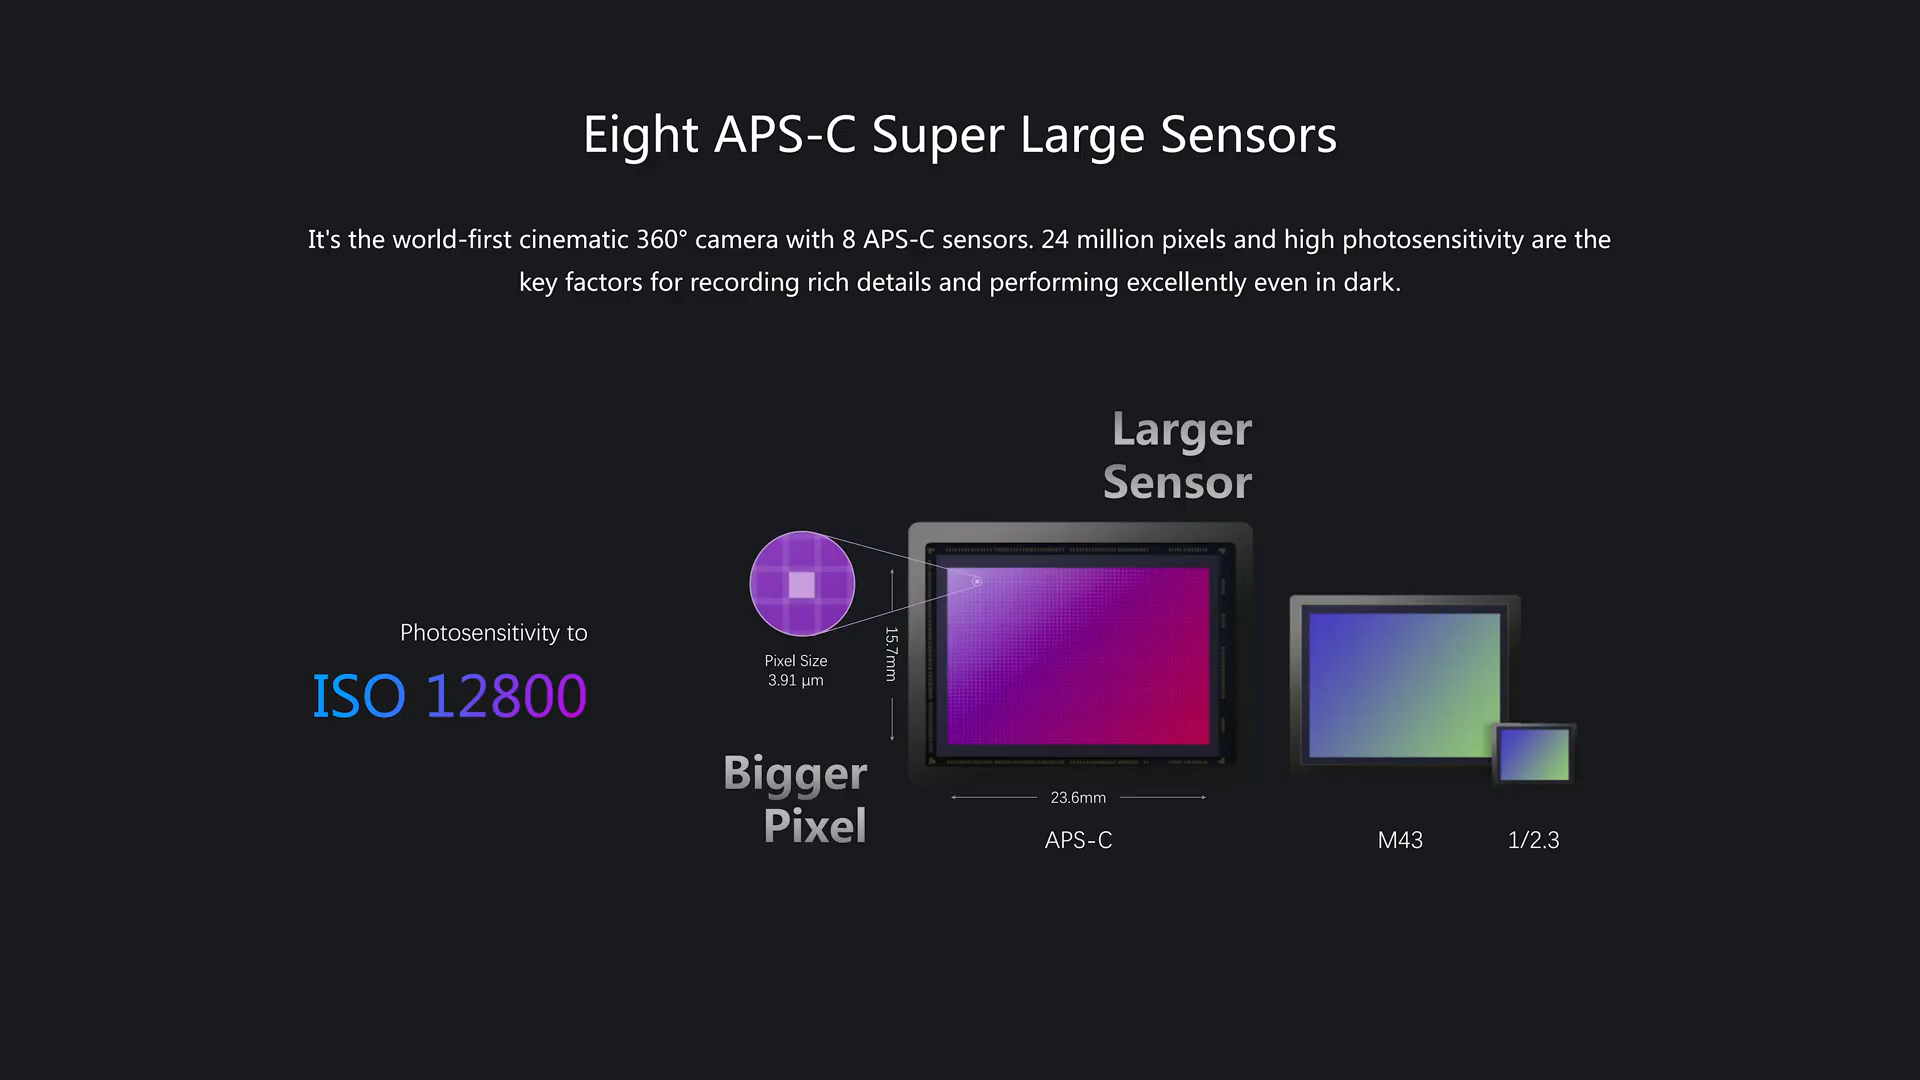 Eight APS-C Super Large Sensors
It's the world-first cinematic 360° camera with 8 APS-C sensors. 24 million pixels and high photosensitivity are the
key factors for recording rich details and performing excellently even in dark.
Larger
Sensor
Photosensitivity to
ISO 12800
Pixel Size
3.91 μm
15.7mm
Bigger
Pixel
23.6mm
APS-C
M43
1/2.3